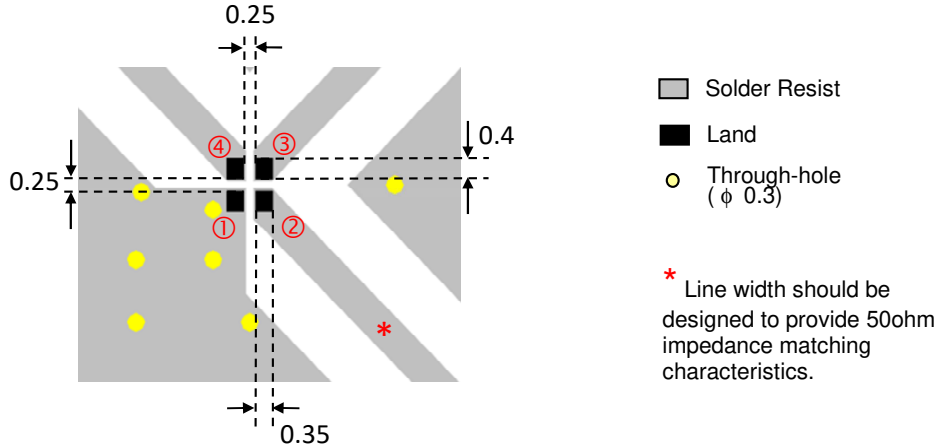 0.25
④ ③
0.4
0.25
① ②
*
0.35
Solder Resist
Land
Through-hole
( ϕ 0.3)
* Line width should be
designed to provide 50ohm
impedance matching
characteristics.